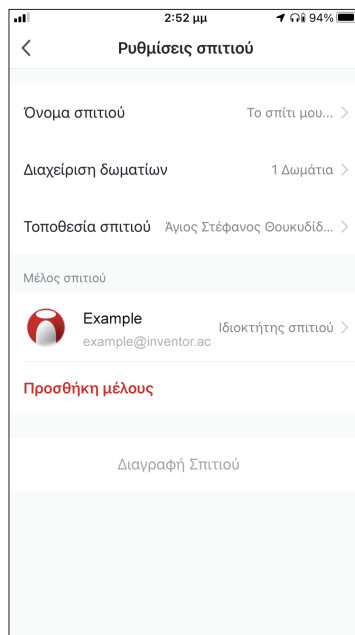 2:52 μμ 94%
Ρυθμίσεις σπιτιού
Όνομα σπιτιού Το σπίτι μου...
Διαχείριση δωματίων 1 Δωμάτια
Τοποθεσία σπιτιού Άγιος Στέφανος Θουκυδίδ...
Μέλος σπιτιού
Example Ιδιοκτήτης σπιτιού
example@inventor.ac
Προσθήκη μέλους
Διαγραφή Σπιτιού